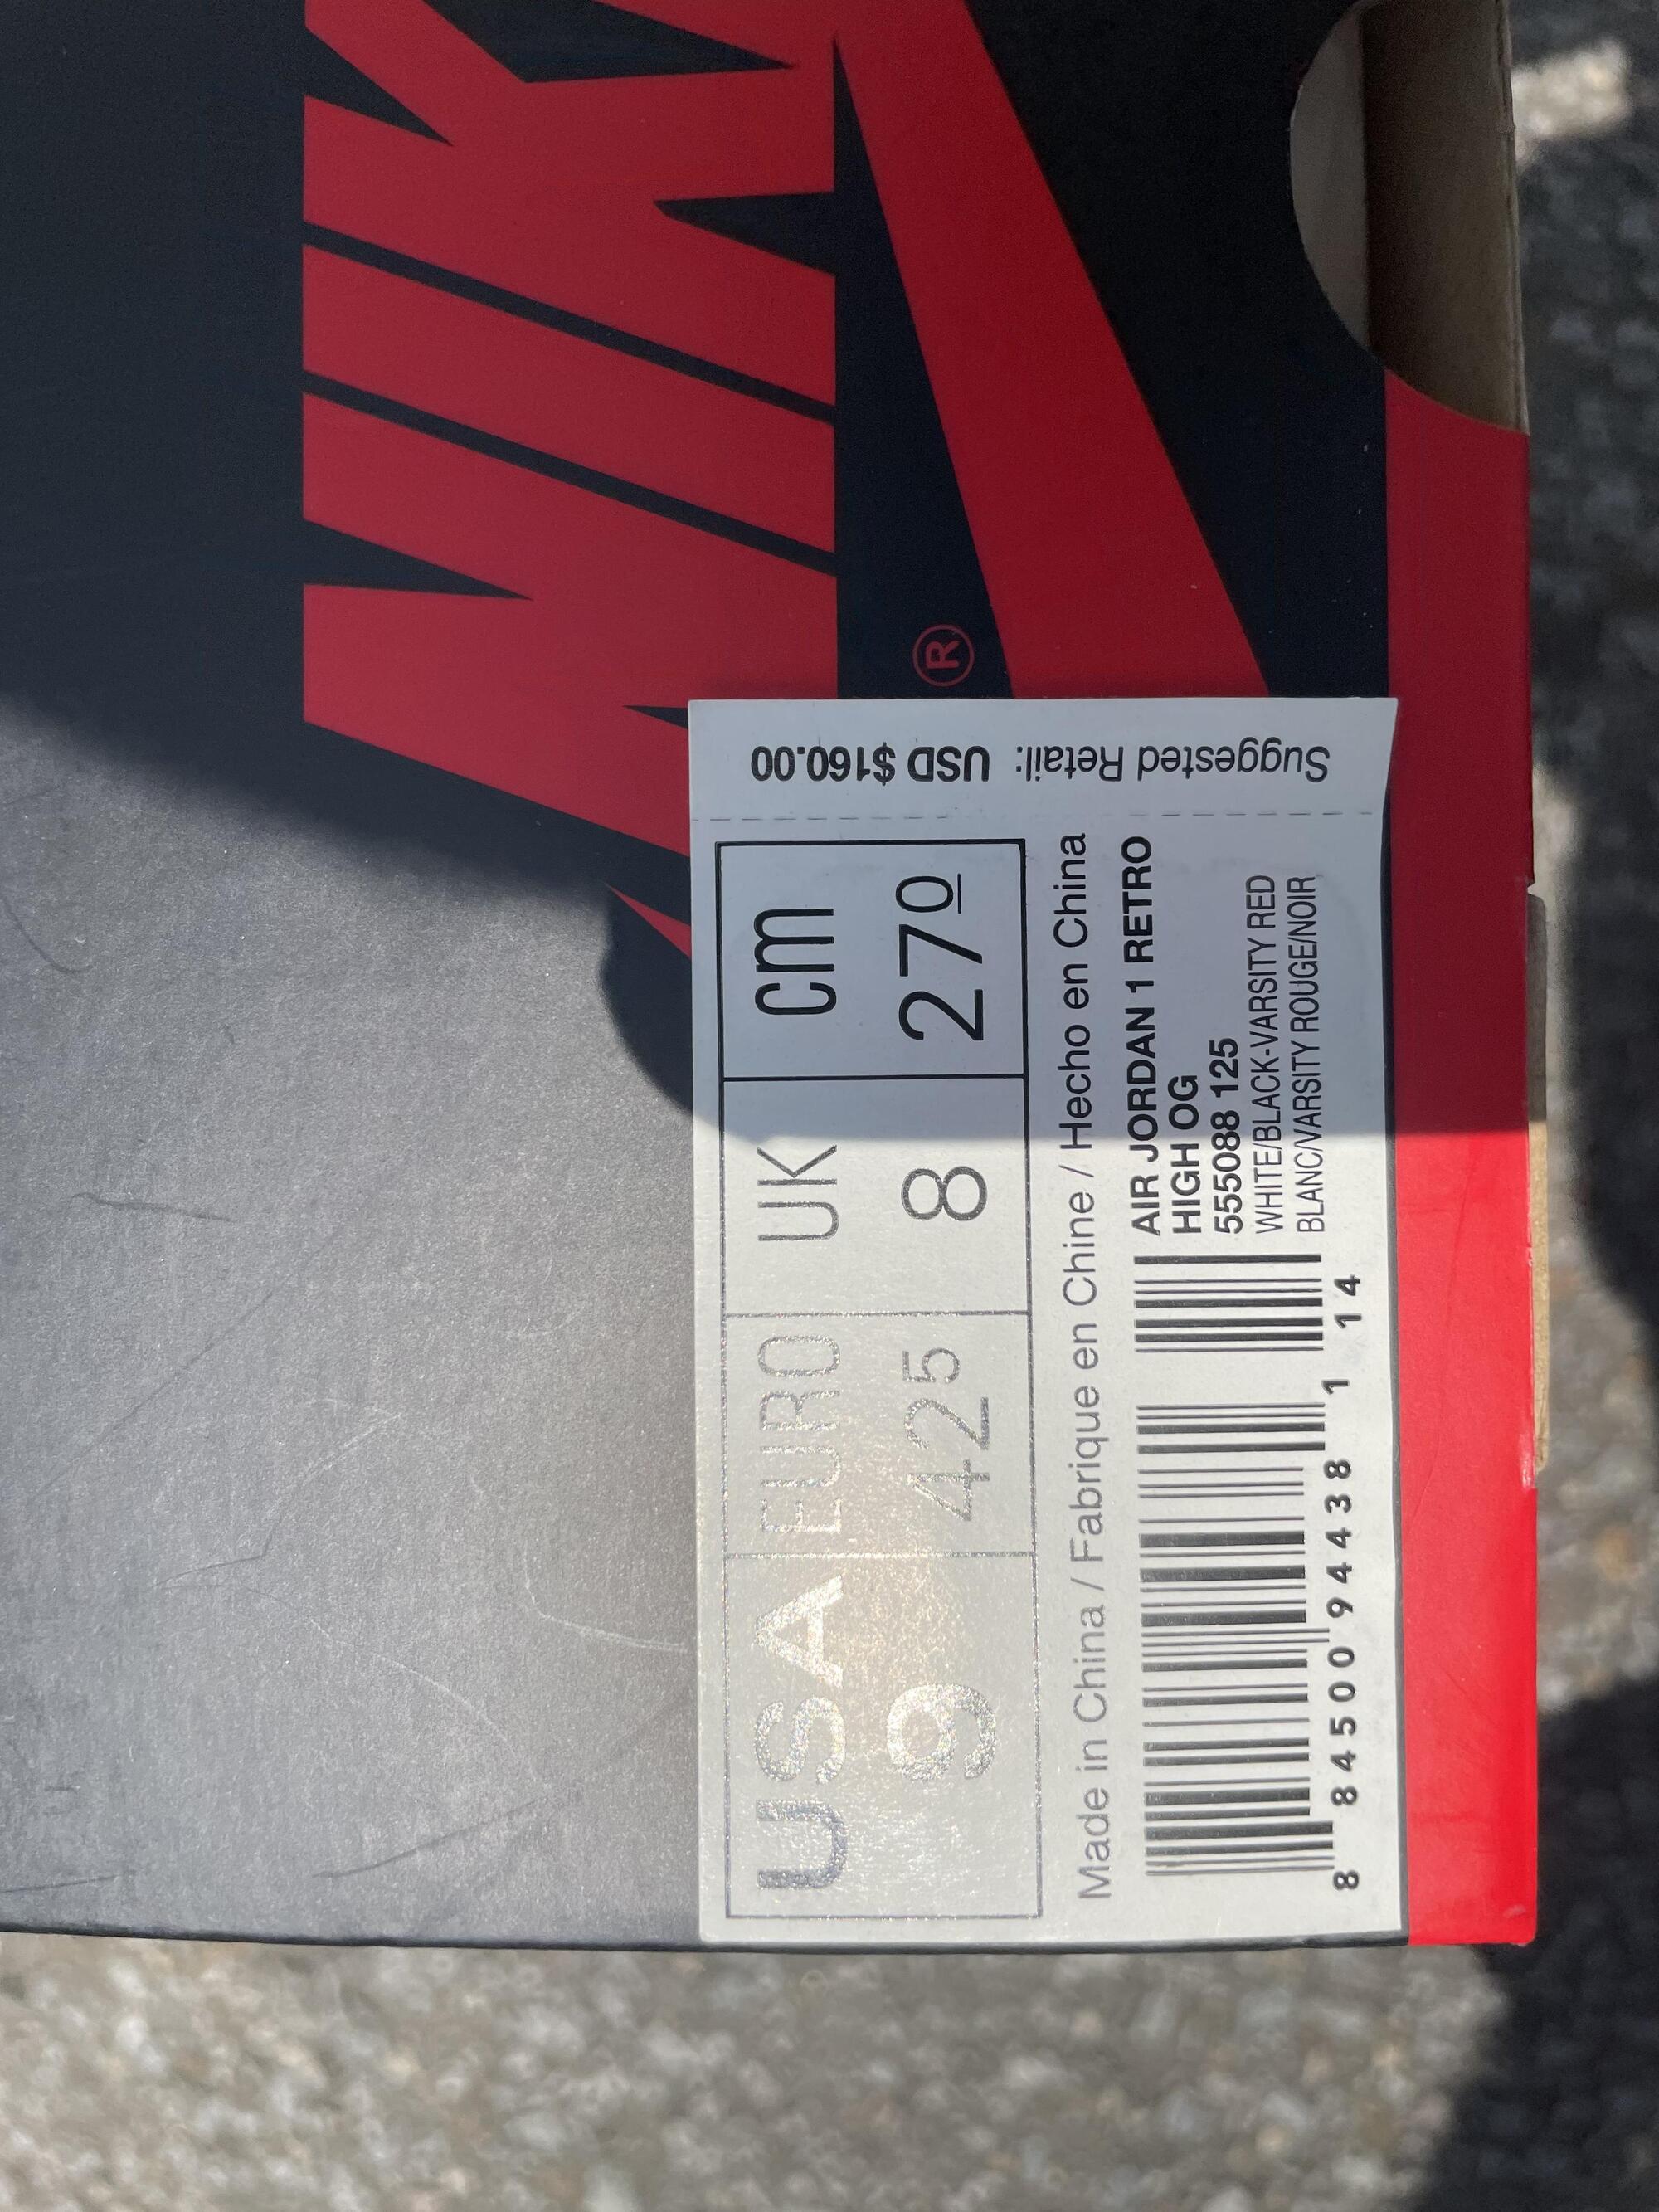 NIK
®
Suggested Retail: USD $160.00
USA EURO UK cm
9 42 5 8 27 0
Made in China / Fabrique en Chine / Hecho en China
AIR JORDAN 1 RETRO
HIGH OG
555088 125
WHITE/BLACK-VARSITY RED
BLANC/VARSITY ROUGE/NOIR
8 84500 94438 1 14